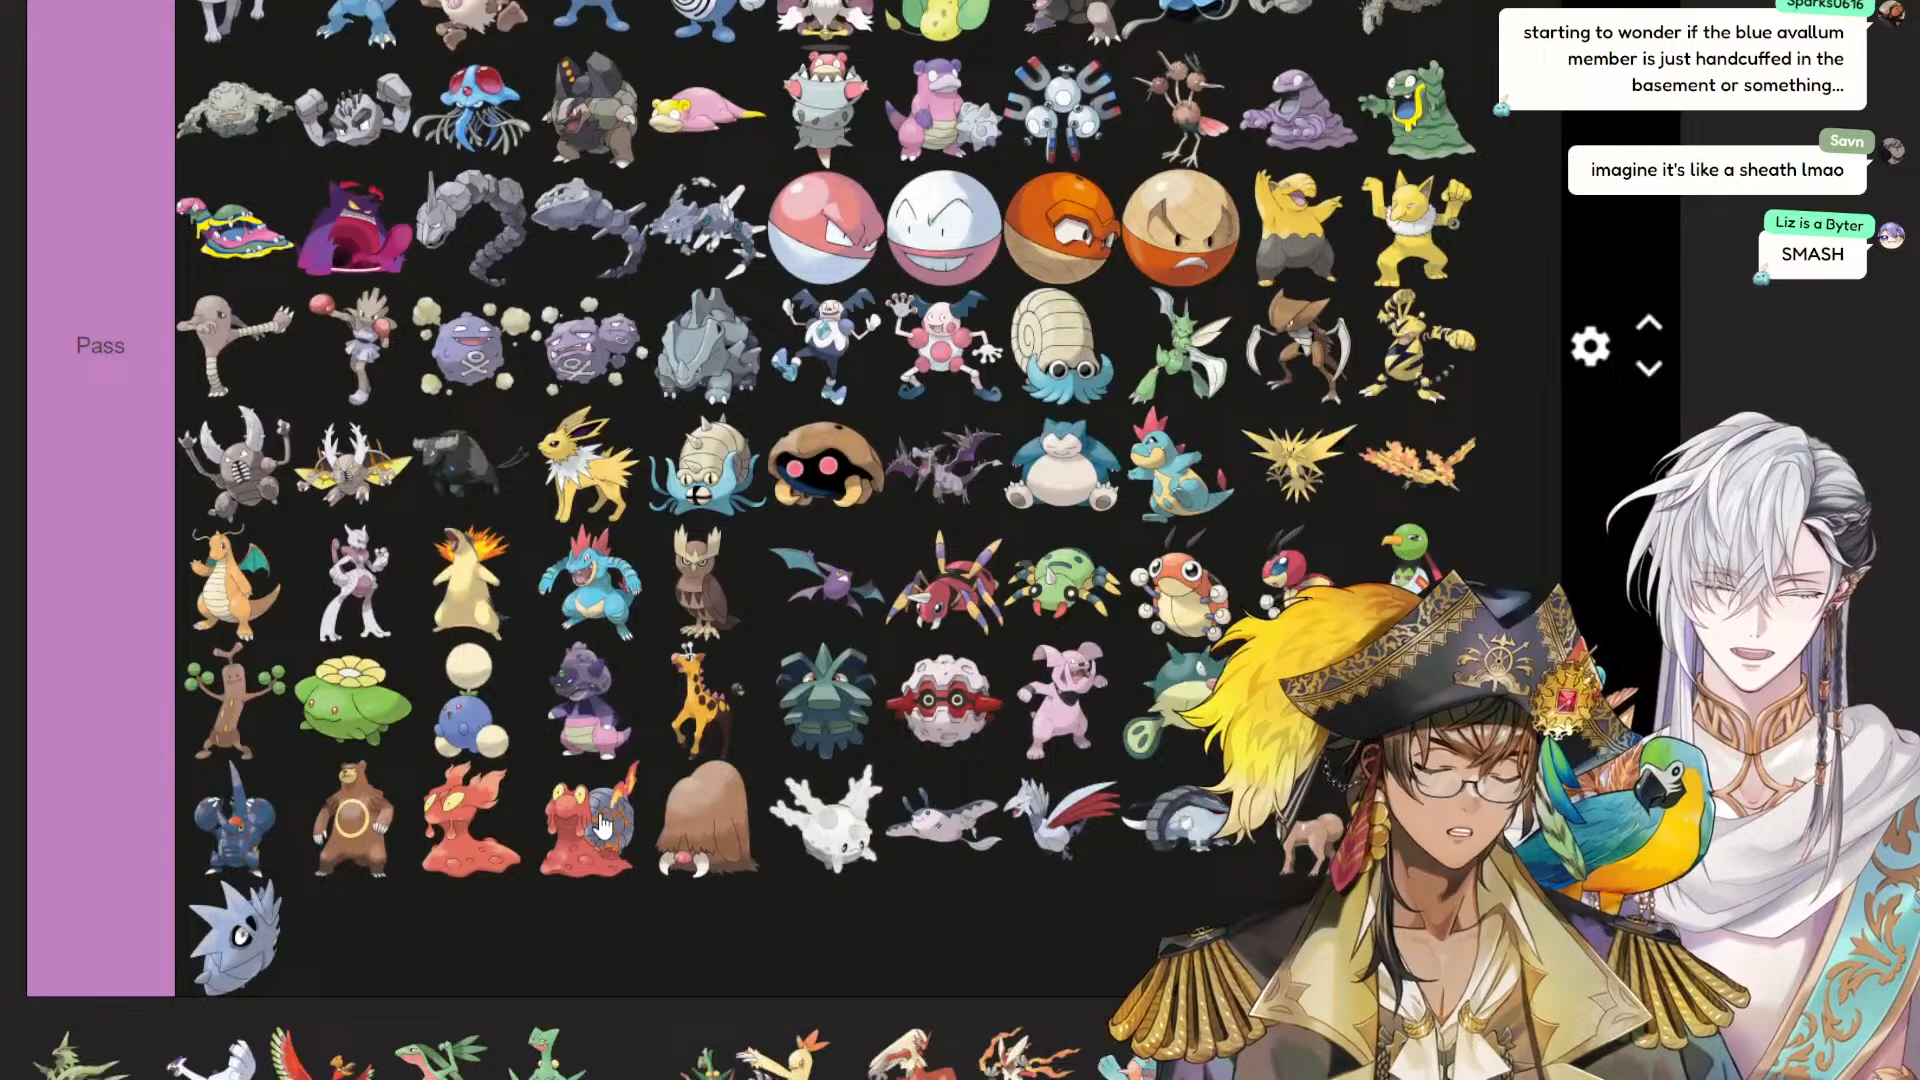 Sparks0616
starting to wonder if the blue avallum
member is just handcuffed in the
basement or something...
Savn
imagine it's like a sheath lmao
Liz is a Byter
SMASH
Pass